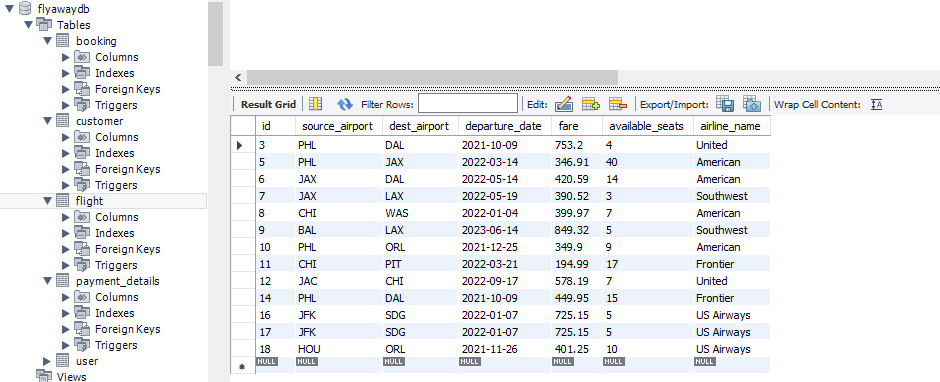 flyawaydb
Tables
booking
Columns
Indexes
Foreign Keys
Triggers
customer
Columns
Indexes
Foreign Keys
Triggers
flight
Columns
Indexes
Foreign Keys
Triggers
payment_details
Columns
Indexes
Foreign Keys
Triggers
user
Views
Result Grid Filter Rows: Edit: Export/Import: Wrap Cell Content:
id source_airport dest_airport departure_date fare available_seats airline_name
3 PHL DAL 2021-10-09 753.2 4 United
5 PHL JAX 2022-03-14 346.91 40 American
6 JAX DAL 2022-05-14 420.59 14 American
7 JAX LAX 2022-05-19 390.52 3 Southwest
8 CHI WAS 2022-01-04 399.97 7 American
9 BAL LAX 2023-06-14 849.32 5 Southwest
10 PHL ORL 2021-12-25 349.9 9 American
11 CHI PIT 2022-03-21 194.99 17 Frontier
12 JAC CHI 2022-09-17 578.19 7 United
14 PHL DAL 2021-10-09 449.95 15 Frontier
16 JFK SDG 2022-01-07 725.15 5 US Airways
17 JFK SDG 2022-01-07 725.15 5 US Airways
18 HOU ORL 2021-11-26 401.25 10 US Airways
NULL NULL NULL NULL NULL NULL NULL